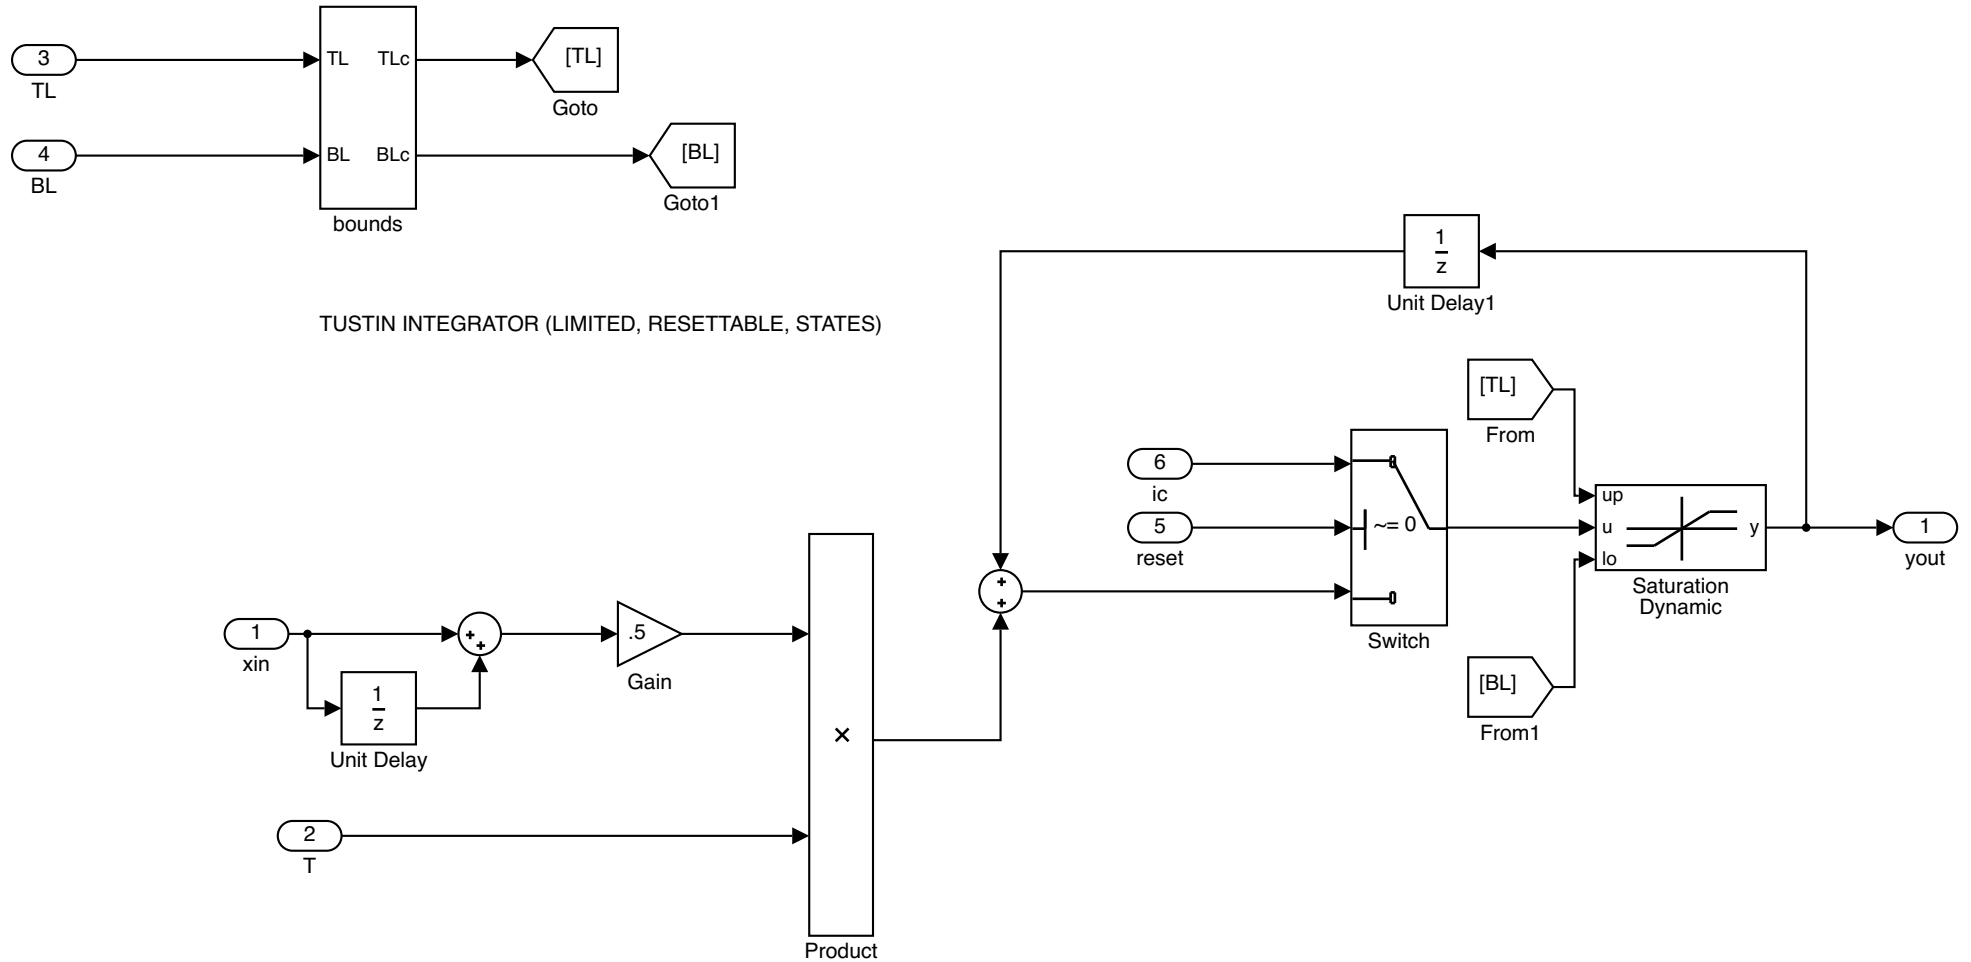 3
TL
TL
TLc
[TL]
Goto
4
BL
BL
BLc
[BL]
Goto1
bounds
TUSTIN INTEGRATOR (LIMITED, RESETTABLE, STATES)
1
z
Unit Delay1
[TL]
From
6
ic
5
reset
~= 0
Switch
up
u
lo
y
Saturation
Dynamic
1
yout
[BL]
From1
+
+
1
xin
+
+
.5
Gain
1
z
Unit Delay
×
Product
2
T